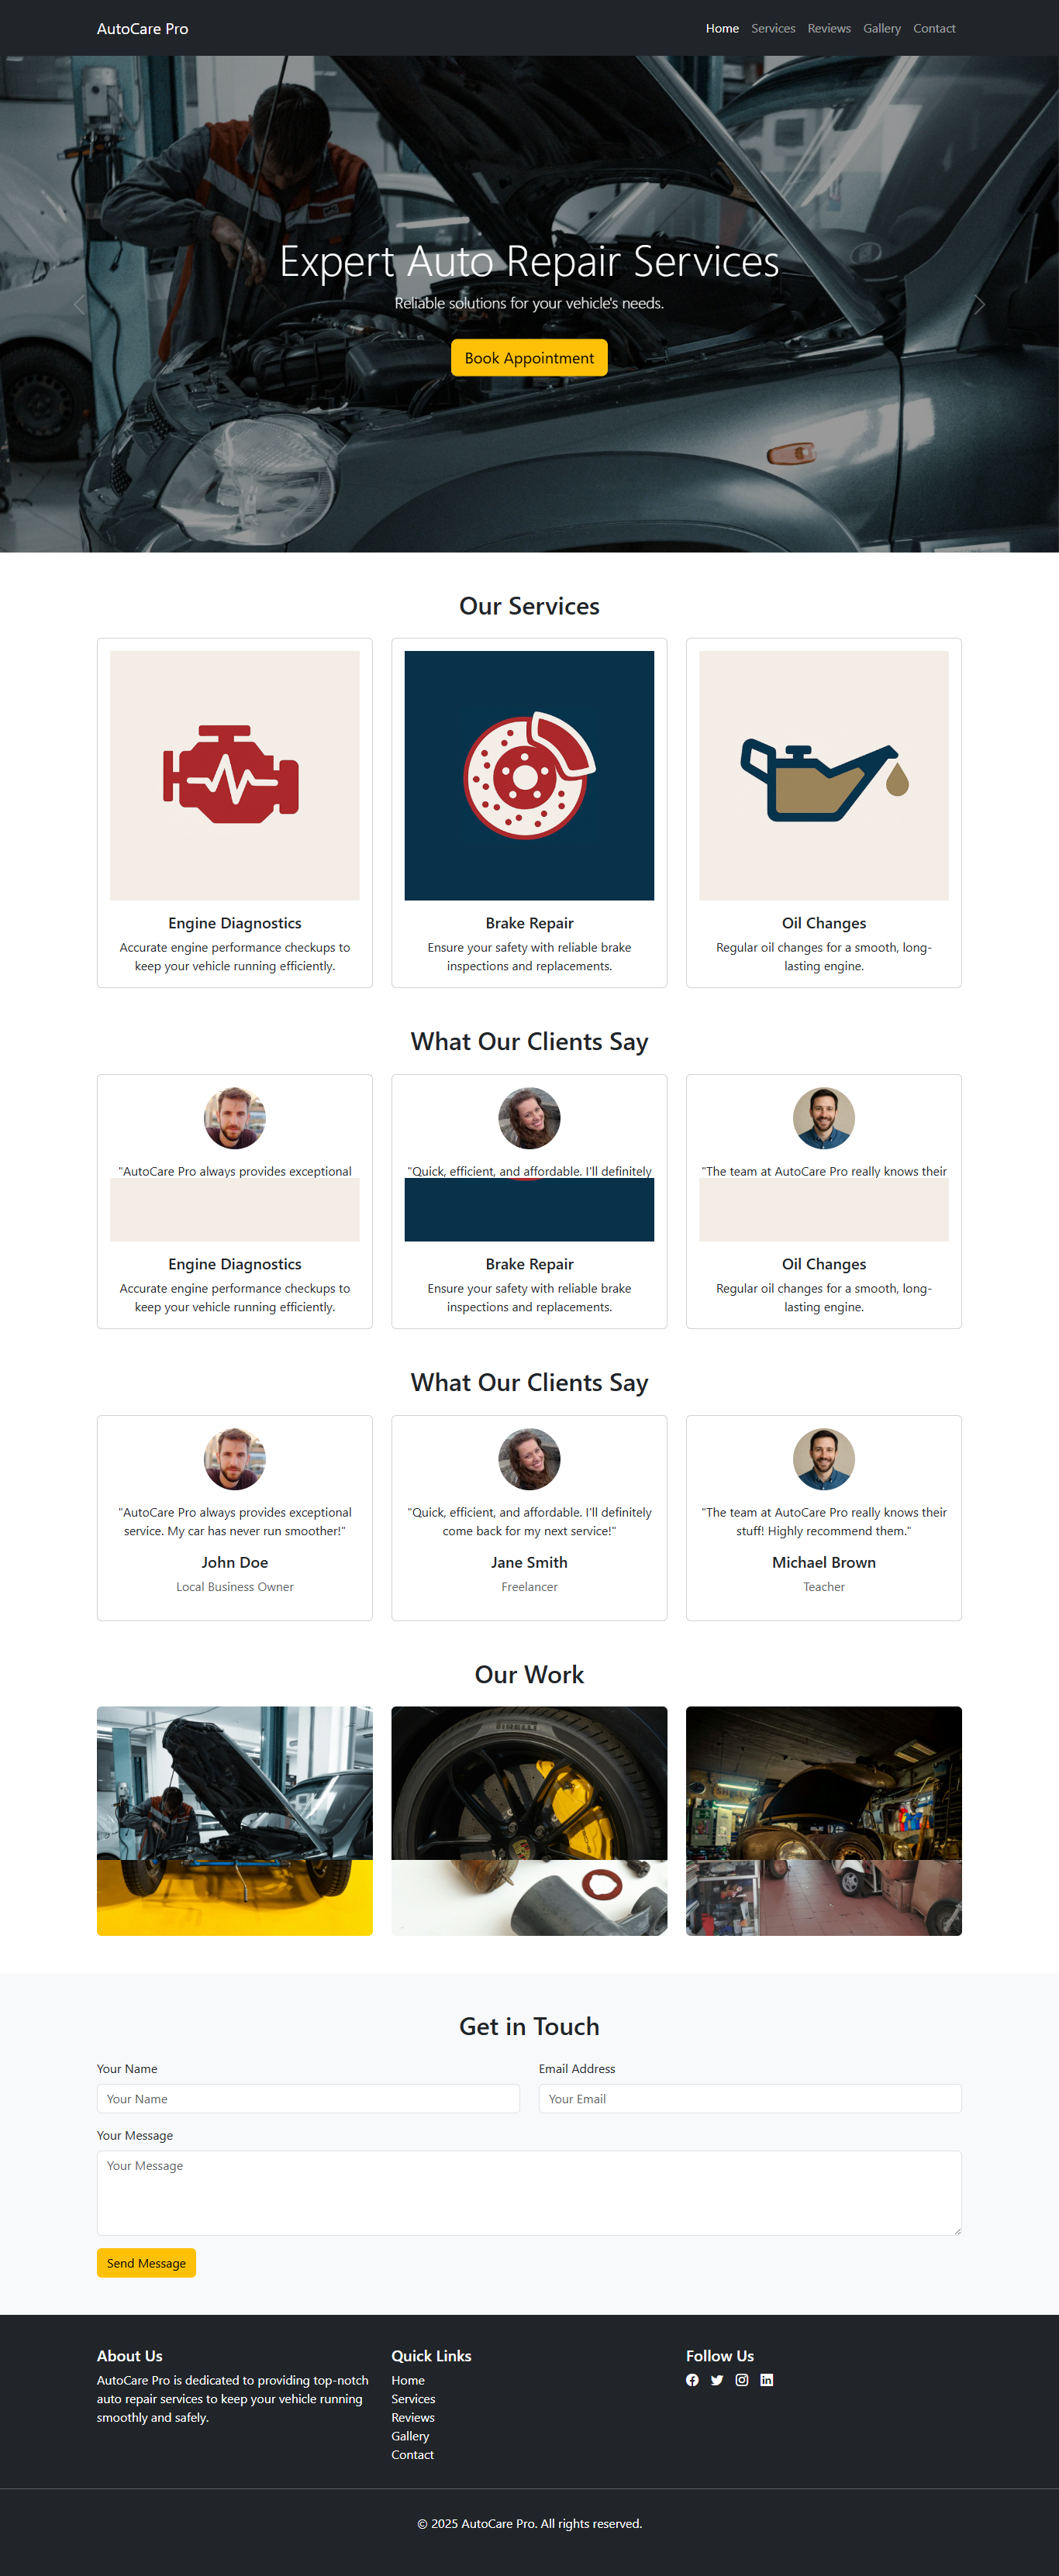 AutoCare Pro
Home Services Reviews Gallery Contact
Expert Auto Repair Services
Reliable solutions for your vehicle's needs.
Book Appointment
Our Services
Engine Diagnostics
Accurate engine performance checkups to
keep your vehicle running efficiently.
Brake Repair
Ensure your safety with reliable brake
inspections and replacements.
Oil Changes
Regular oil changes for a smooth, long-
lasting engine.
What Our Clients Say
"AutoCare Pro always provides exceptional
"Quick, efficient, and affordable. I'll definitely
"The team at AutoCare Pro really knows their
Engine Diagnostics
Accurate engine performance checkups to
keep your vehicle running efficiently.
Brake Repair
Ensure your safety with reliable brake
inspections and replacements.
Oil Changes
Regular oil changes for a smooth, long-
lasting engine.
What Our Clients Say
"AutoCare Pro always provides exceptional
service. My car has never run smoother!"
John Doe
Local Business Owner
"Quick, efficient, and affordable. I'll definitely
come back for my next service!"
Jane Smith
Freelancer
"The team at AutoCare Pro really knows their
stuff! Highly recommend them."
Michael Brown
Teacher
Our Work
PIRELLI
Get in Touch
Your Name
Your Name
Email Address
Your Email
Your Message
Your Message
Send Message
About Us
AutoCare Pro is dedicated to providing top-notch
auto repair services to keep your vehicle running
smoothly and safely.
Quick Links
Home
Services
Reviews
Gallery
Contact
Follow Us
© 2025 AutoCare Pro. All rights reserved.